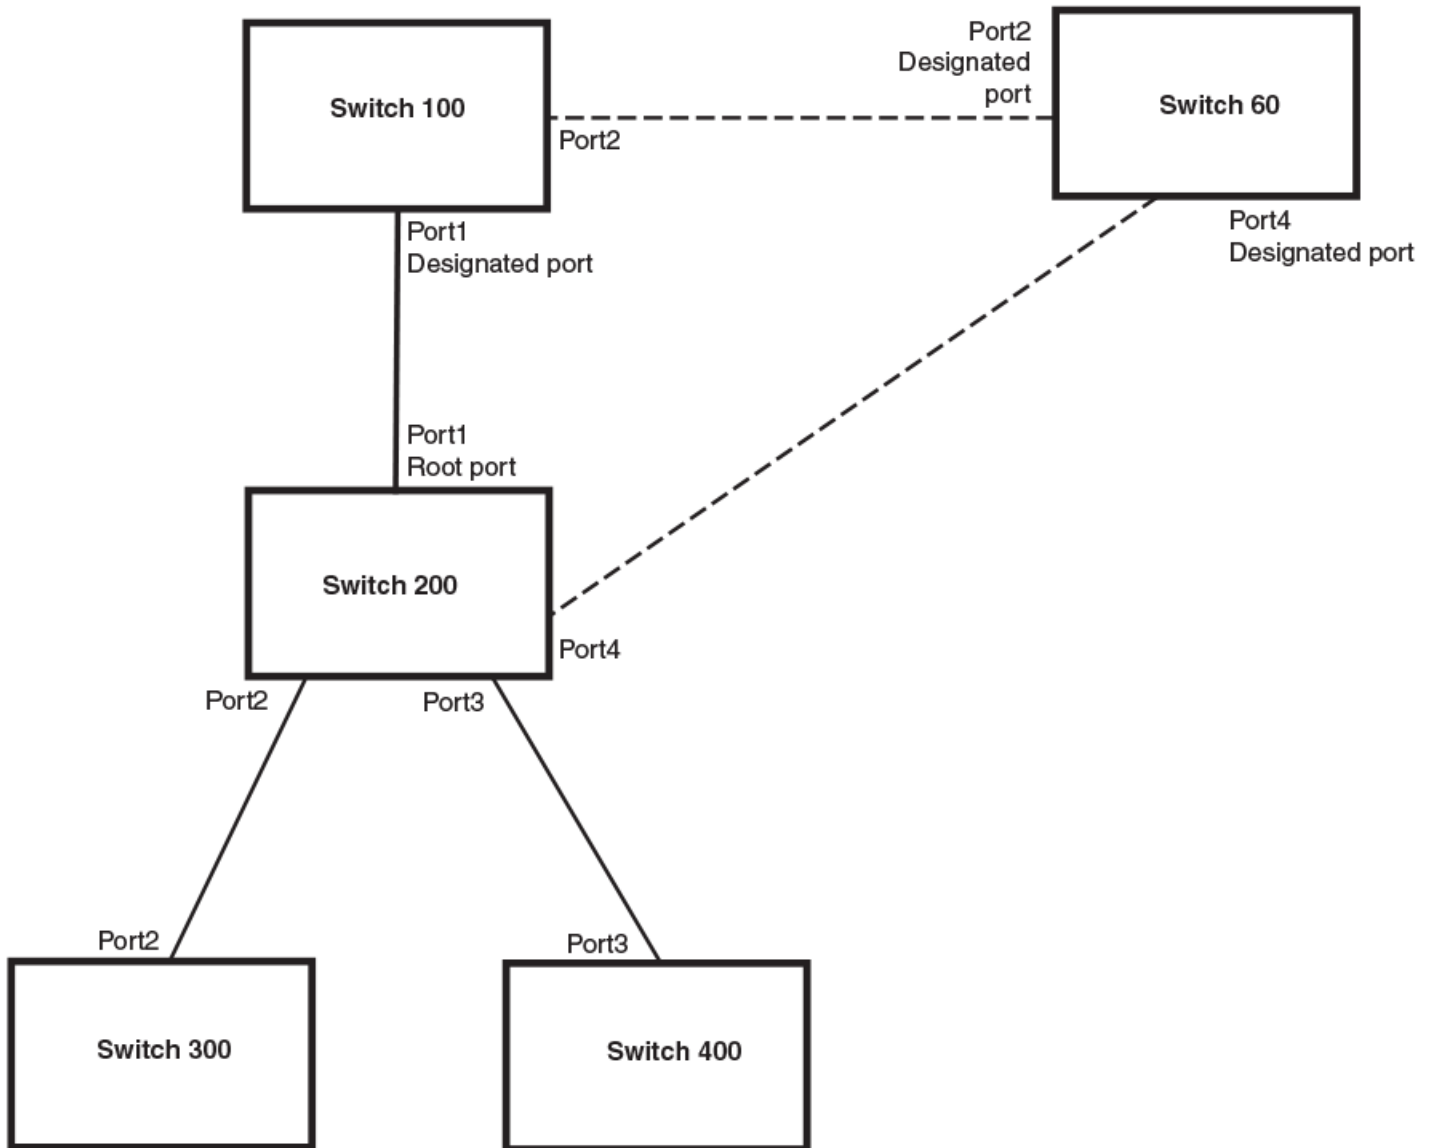 Port2
Designated
port
Switch 100
Switch 60
Port2
Port1
Designated port
Port4
Designated port
Port1
Root port
Switch 200
Port4
Port2
Port3
Port2
Port3
Switch 300
Switch 400